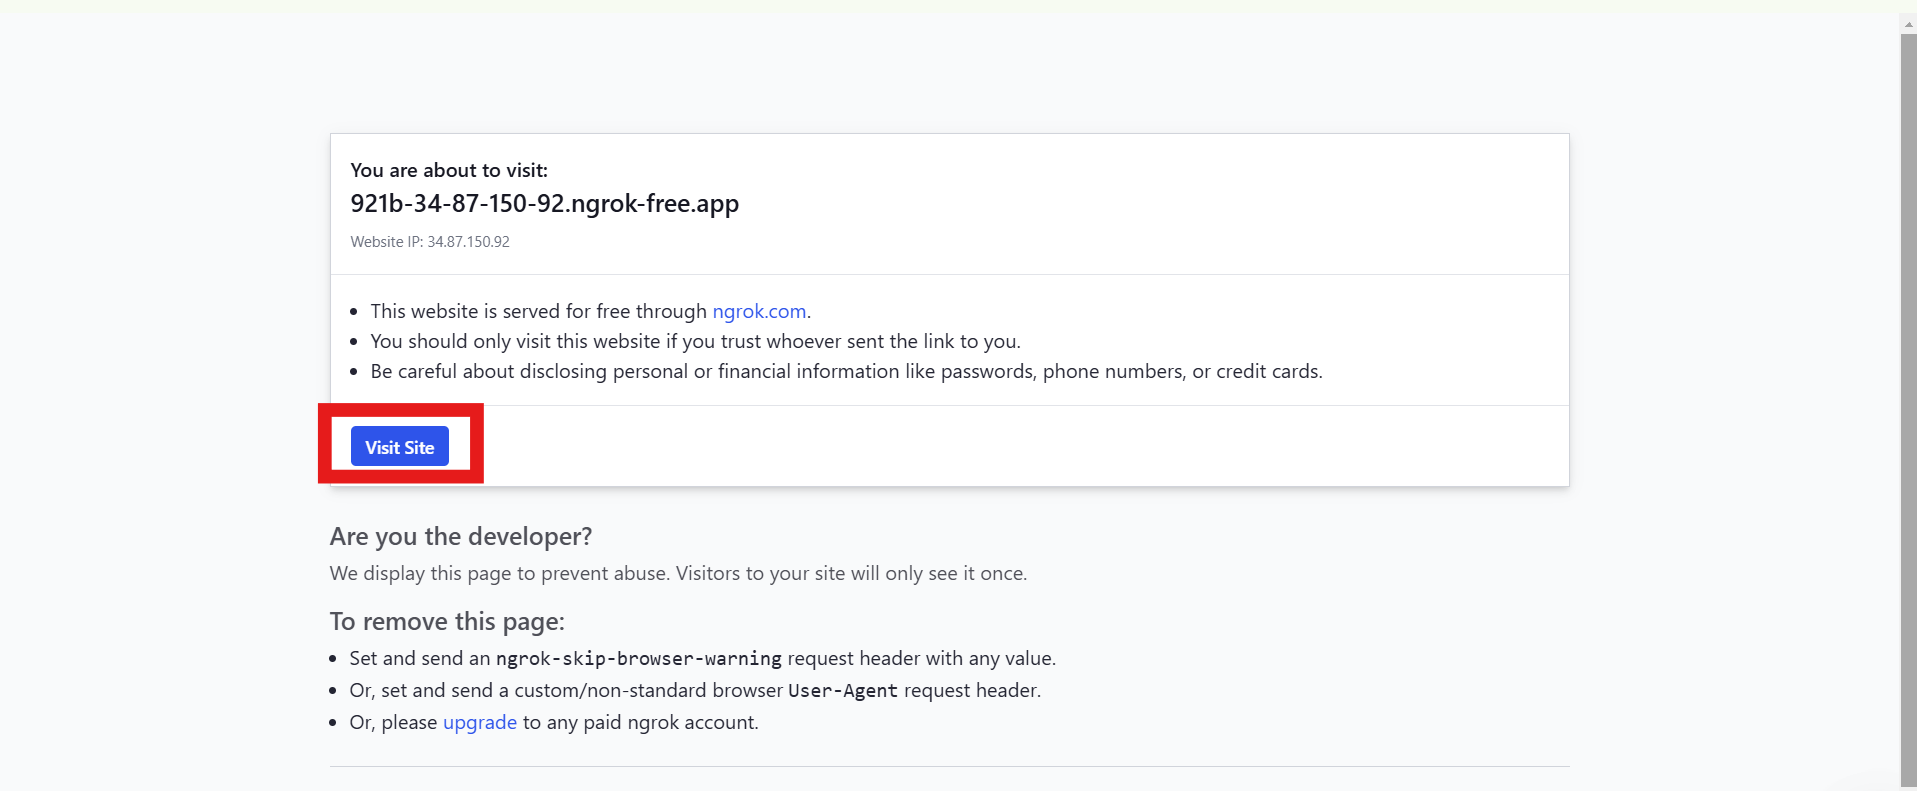 You are about to visit:
921b-34-87-150-92.ngrok-free.app
Website IP: 34.87.150.92
This website is served for free through ngrok.com.
You should only visit this website if you trust whoever sent the link to you.
Be careful about disclosing personal or financial information like passwords, phone numbers, or credit cards.
Visit Site
Are you the developer?
We display this page to prevent abuse. Visitors to your site will only see it once.
To remove this page:
Set and send an ngrok-skip-browser-warning request header with any value.
Or, set and send a custom/non-standard browser User-Agent request header.
Or, please upgrade to any paid ngrok account.